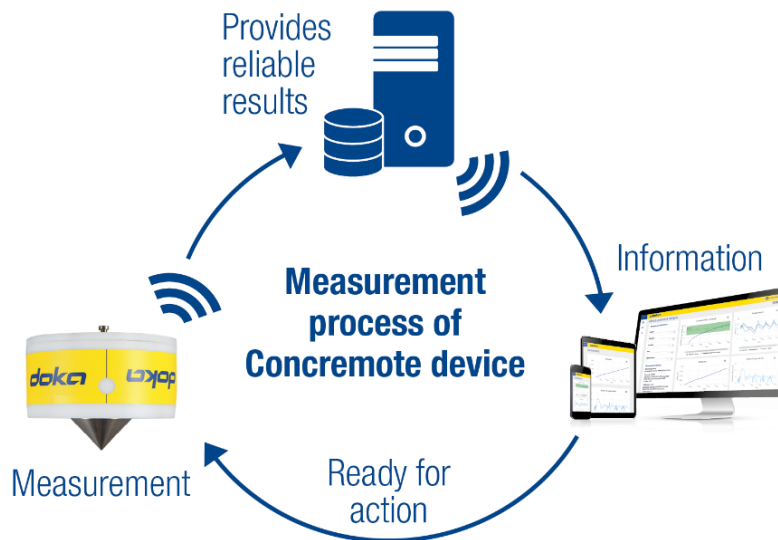 Provides
reliable
results
Information
Measurement
process of
Concremote device
doka
doka
Measurement
Ready for
action